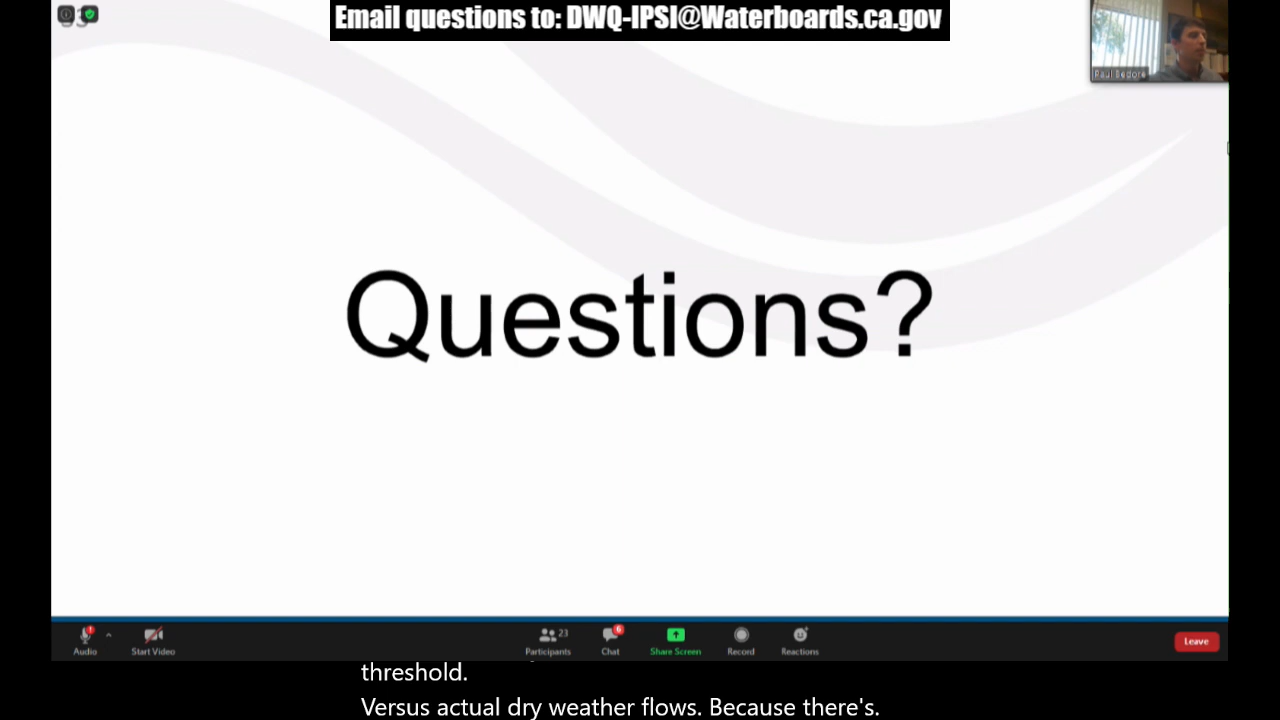 Email questions to: DWQ-IPSI@Waterboards.ca.gov
Paul Bedore
Questions?
Audio
Start Video
23
Participants
6
Chat
Share Screen
Record
Reactions
Leave
threshold.
Versus actual dry weather flows. Because there's.